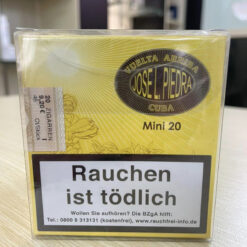 VUELTA ABAJO
JOSE L. PIEDRA
CUBA
Mini 20
20 ZIGARREN
Rauchen
ist tödlich
Wollen Sie aufhören? Die BZgA hilft:
Tel.: 0800 8 313131 (kostenfrei), www.rauchfrei-info.de